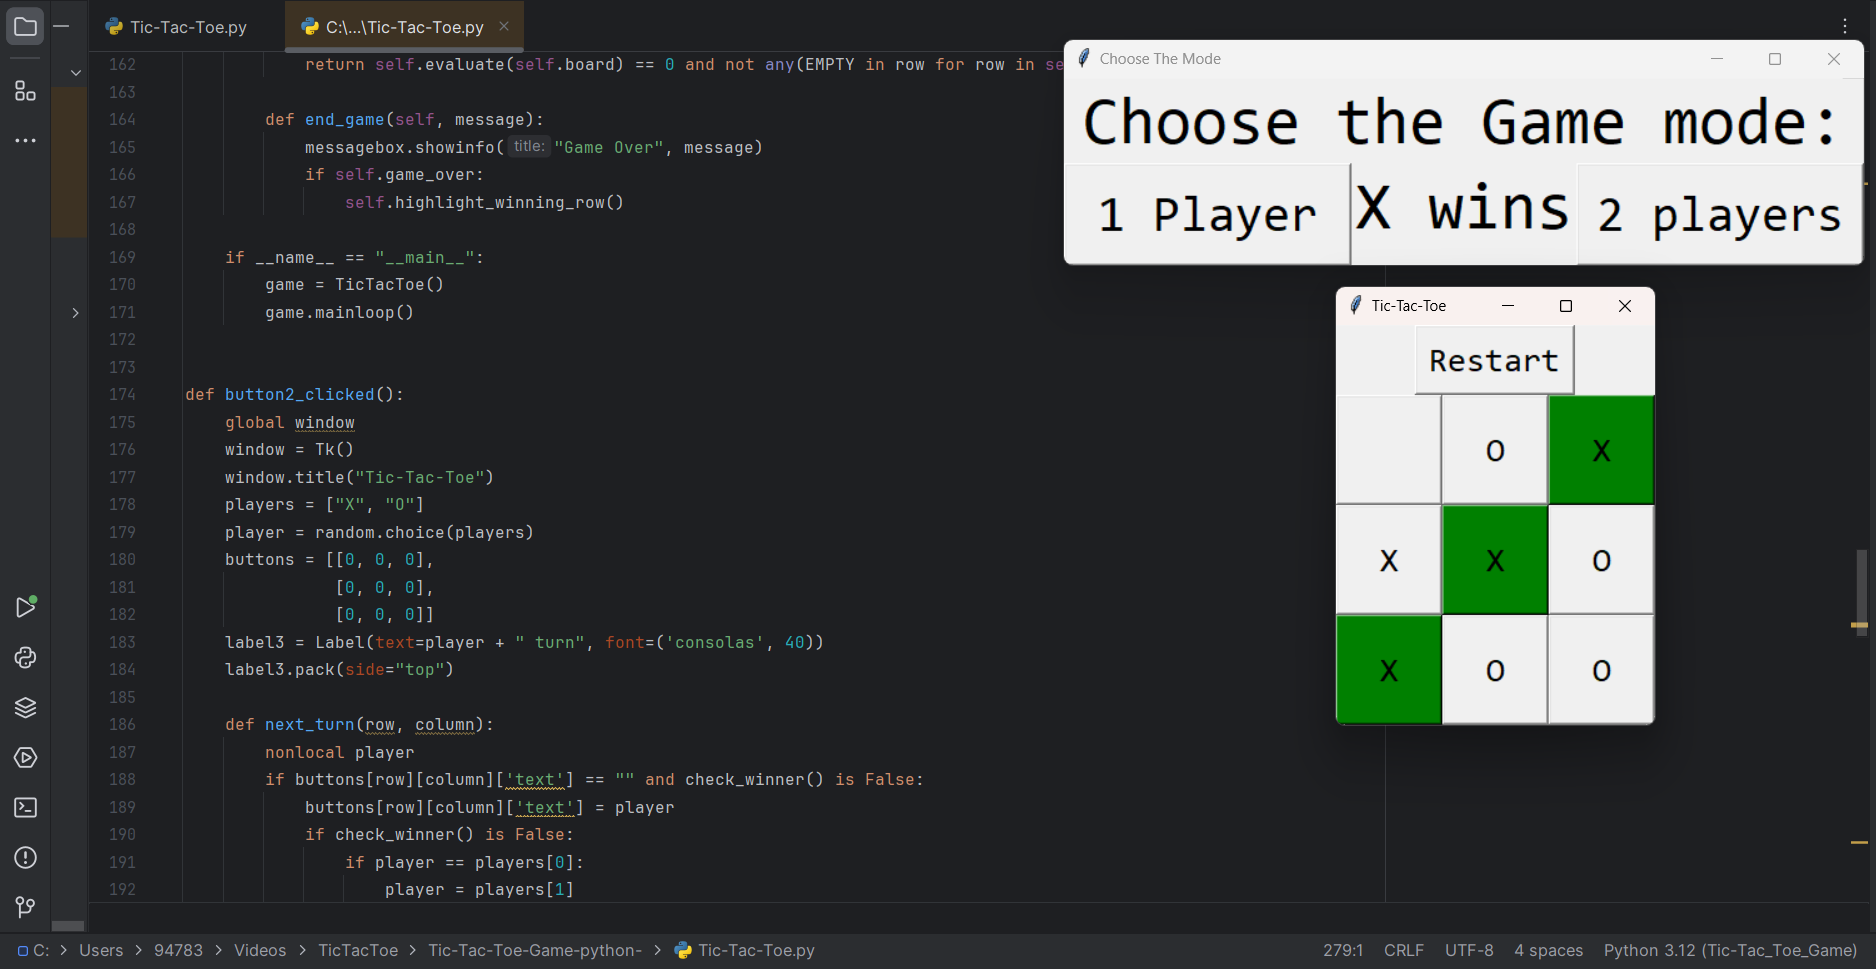 Tic-Tac-Toe.py
C:\...\Tic-Tac-Toe.py
162 return self.evaluate(self.board) == 0 and not any(EMPTY in row for row in se
163
164 def end_game(self, message):
165 messagebox.showinfo( title: "Game Over", message)
166 if self.game_over:
167 self.highlight_winning_row()
168
169 if __name__ == "__main__":
170 game = TicTacToe()
171 game.mainloop()
172
173
174 def button2_clicked():
175 global window
176 window = Tk()
177 window.title("Tic-Tac-Toe")
178 players = ["X", "O"]
179 player = random.choice(players)
180 buttons = [[0, 0, 0],
181 [0, 0, 0],
182 [0, 0, 0]]
183 label3 = Label(text=player + " turn", font=('consolas', 40))
184 label3.pack(side="top")
185
186 def next_turn(row, column):
187 nonlocal player
188 if buttons[row][column]['text'] == "" and check_winner() is False:
189 buttons[row][column]['text'] = player
190 if check_winner() is False:
191 if player == players[0]:
192 player = players[1]
Choose The Mode
Choose the Game mode:
1 Player X wins 2 players
Tic-Tac-Toe
Restart
O X
X X O
X O O
C: > Users > 94783 > Videos > TicTacToe > Tic-Tac-Toe-Game-python- > Tic-Tac-Toe.py
279:1 CRLF UTF-8 4 spaces Python 3.12 (Tic-Tac_Toe_Game)